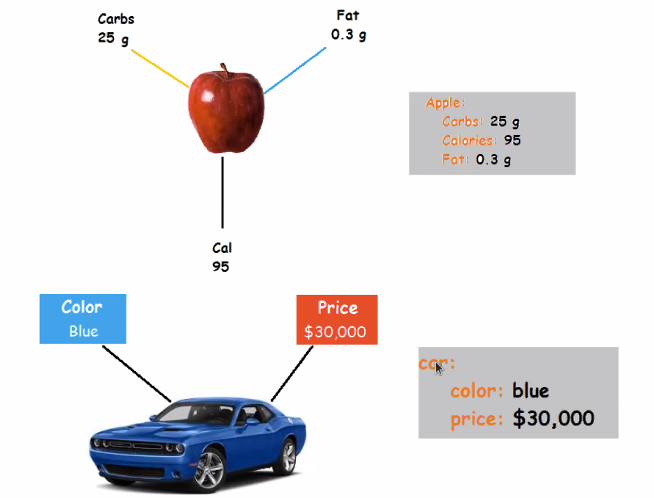 Carbs
25 g
Fat
0.3 g
Apple:
Carbs: 25 g
Calories: 95
Fat: 0.3 g
Cal
95
Color
Blue
Price
$30,000
car:
color: blue
price: $30,000